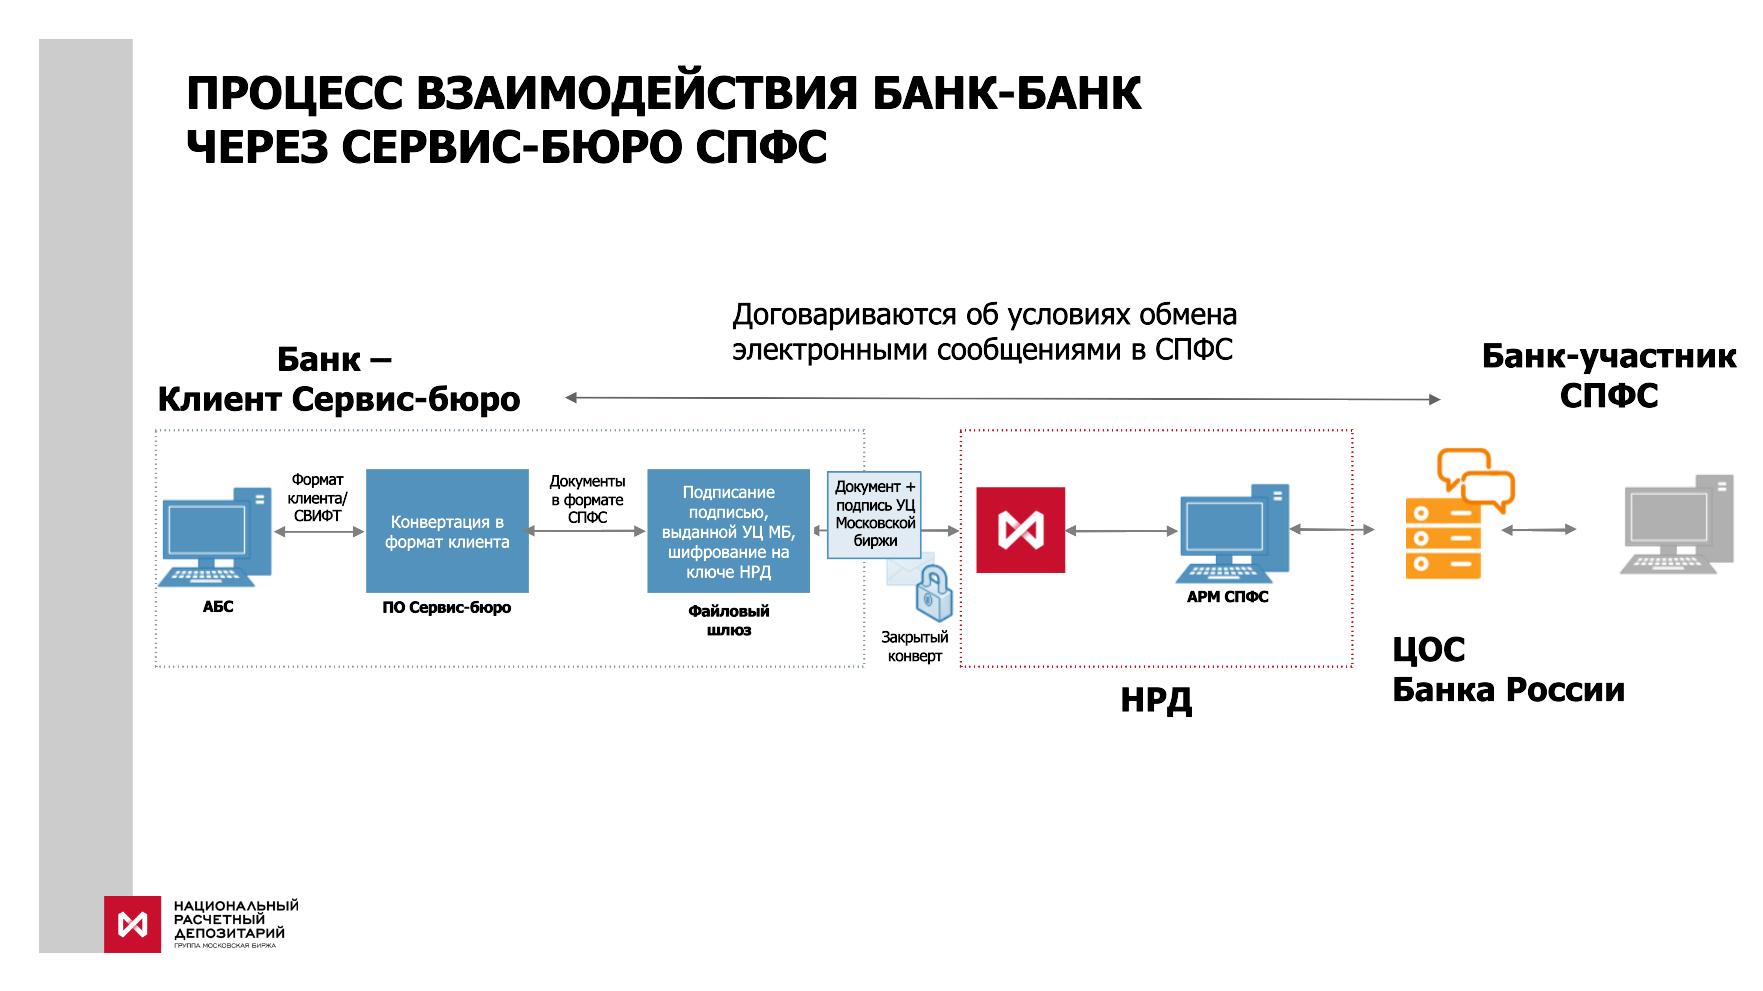 ПРОЦЕСС ВЗАИМОДЕЙСТВИЯ БАНК-БАНК
ЧЕРЕЗ СЕРВИС-БЮРО СПФС
Договариваются об условиях обмена
электронными сообщениями в СПФС
Банк –
Клиент Сервис-бюро
Банк-участник
СПФС
Формат
клиента/
СВИФТ
АБС
Конвертация в
формат клиента
ПО Сервис-бюро
Документы
в формате
СПФС
Подписание
подписью,
выданной УЦ МБ,
шифрование на
ключе НРД
Файловый
шлюз
Документ +
подпись УЦ
Московской
биржи
Закрытый
конверт
АРМ СПФС
НРД
ЦОС
Банка России
НАЦИОНАЛЬНЫЙ
РАСЧЕТНЫЙ
ДЕПОЗИТАРИЙ
ГРУППА МОСКОВСКАЯ БИРЖА